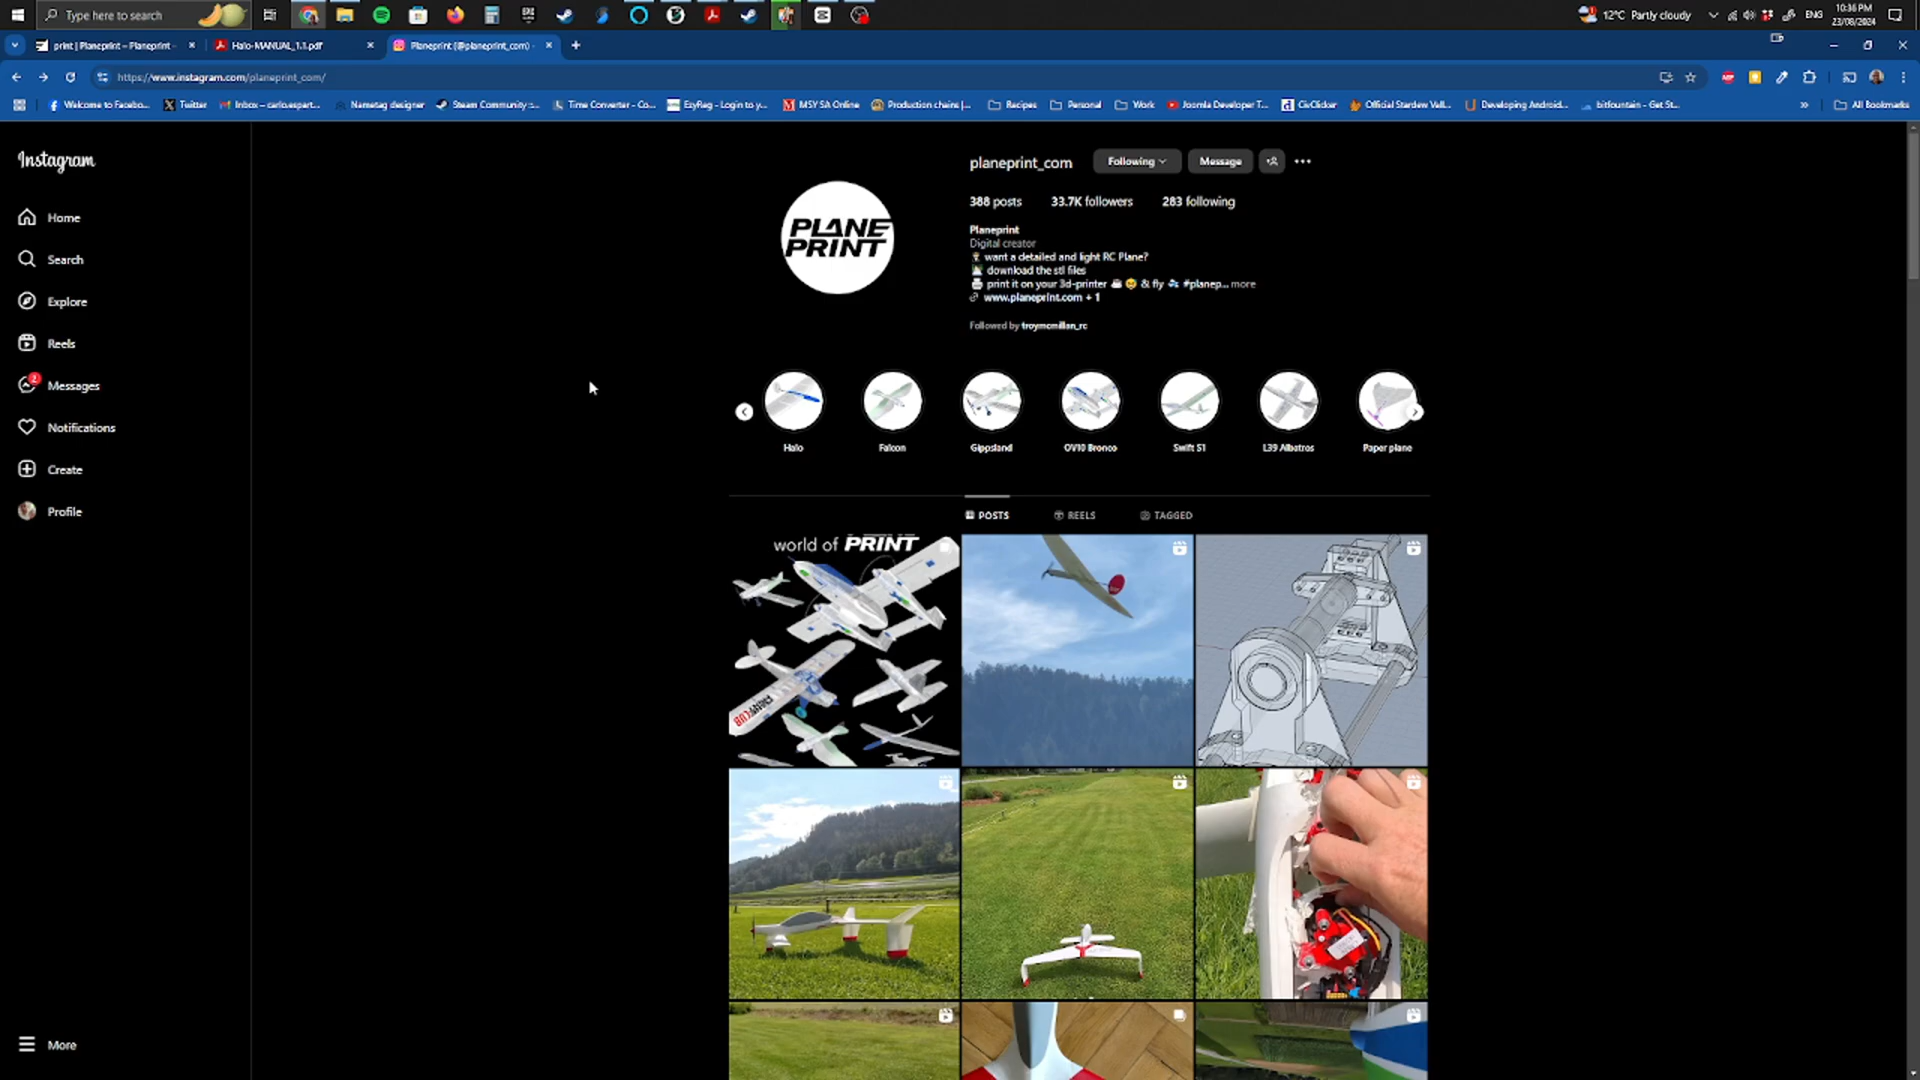 Type here to search
12°C Partly cloudy
ENG
10:36 PM
23/08/2024
print | Planeprint – Planeprint -
Halo-MANUAL_1.1.pdf
Planeprint (@planeprint_com) -
https://www.instagram.com/planeprint_com/
Welcome to Facebo...
Twitter
Inbox – carlo.espart...
Nametag designer
Steam Community :...
Time Converter - Co...
EzyReg - Login to y...
MSY SA Online
Production chains |...
Recipes
Personal
Work
Joomla Developer T...
CivClicker
Official Stardew Vall...
Developing Android...
bitfountain - Get St...
All Bookmarks
Instagram
Home
Search
Explore
Reels
2
Messages
Notifications
Create
Profile
More
PLANE
PRINT
planeprint_com
Following
Message
388 posts
33.7K followers
283 following
Planeprint
Digital creator
want a detailed and light RC Plane?
download the stl files
print it on your 3d-printer & fly #planep... more
www.planeprint.com + 1
Followed by troymcmillan_rc
Halo
Falcon
Gippsland
OV10 Bronco
Swift S1
L39 Albatros
Paper plane
POSTS
REELS
TAGGED
world of PRINT